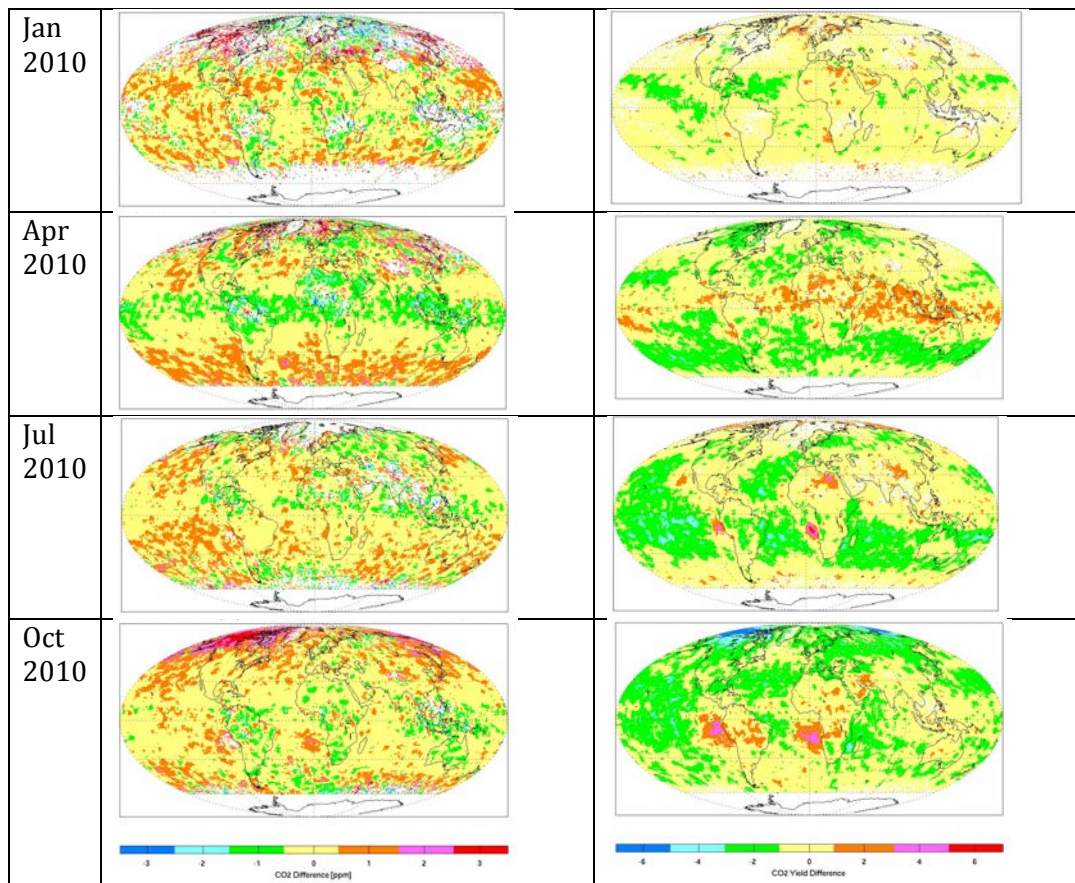 Jan
2010
Apr
2010
Jul
2010
Oct
2010
-3 -2 -1 0 1 2 3
CO2 Difference [ppm]
-6 -4 -2 0 2 4 6
CO2 Yield Difference